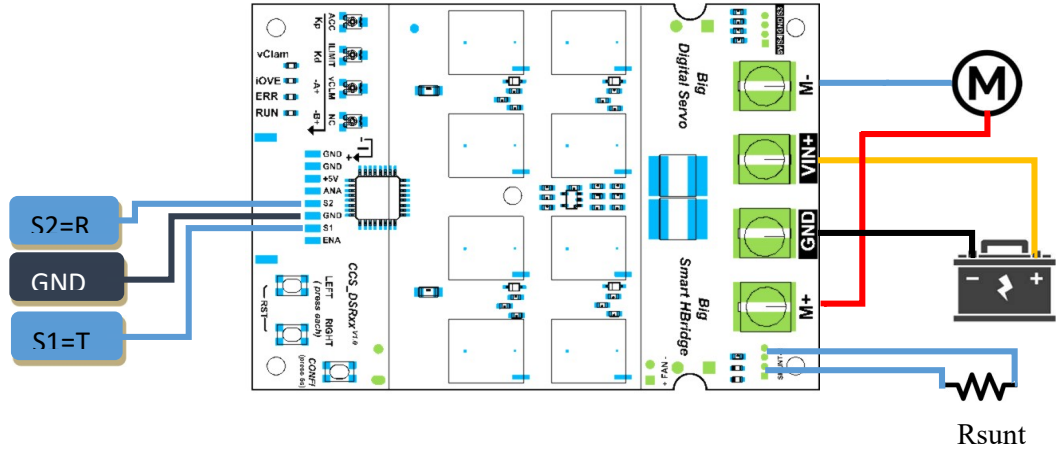 Kp
ACC
Kd
ILIMIT
-A+
vCLM
-B+
NC
vClam
iOVE
ERR
RUN
GND
GND
+5V
ANA
S2
GND
S1
ENA
+
-
I
S2=R
GND
S1=T
RST
LEFT
( press each)
RIGHT
CONFI
(press 5s)
CCS_DSRxx V1.0
Big
Digital Servo
Big
Smart HBridge
+ FAN -
M-
VIN+
GND
M+
M
- +
Rsunt